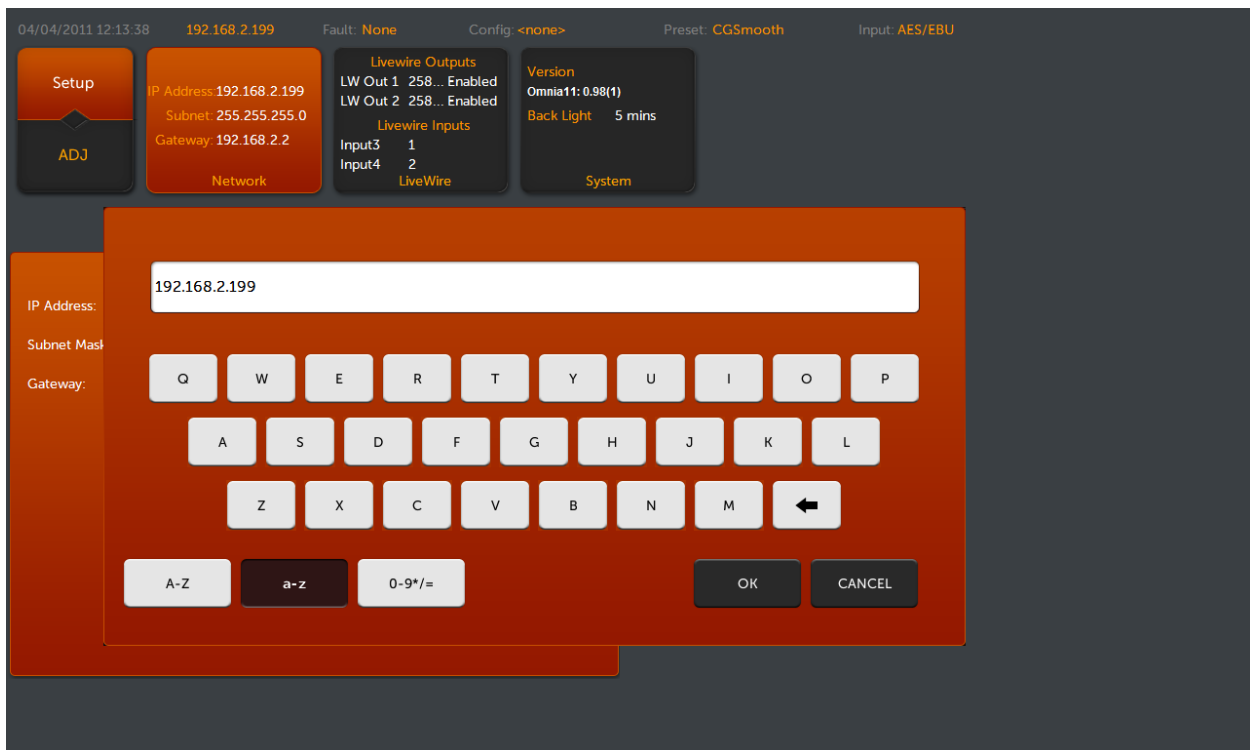 04/04/2011 12:13:38 192.168.2.199 Fault: None Config: <none> Preset: CGSmooth Input: AES/EBU
Setup
ADJ
IP Address:192.168.2.199
Subnet: 255.255.255.0
Gateway: 192.168.2.2
Network
Livewire Outputs
LW Out 1 258... Enabled
LW Out 2 258... Enabled
Livewire Inputs
Input3 1
Input4 2
LiveWire
Version
Omnia11: 0.98(1)
Back Light 5 mins
System
IP Address:
Subnet Mask
Gateway:
192.168.2.199
Q W E R T Y U I O P
A S D F G H J K L
Z X C V B N M
A-Z a-z 0-9*/= OK CANCEL